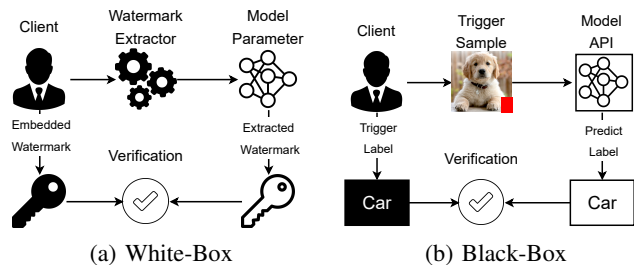 Client
Watermark
Extractor
Model
Parameter
Embedded
Watermark
Extracted
Watermark
Verification
(a) White-Box
Client
Trigger
Sample
Model
API
Trigger
Label
Predict
Label
Verification
Car
Car
(b) Black-Box